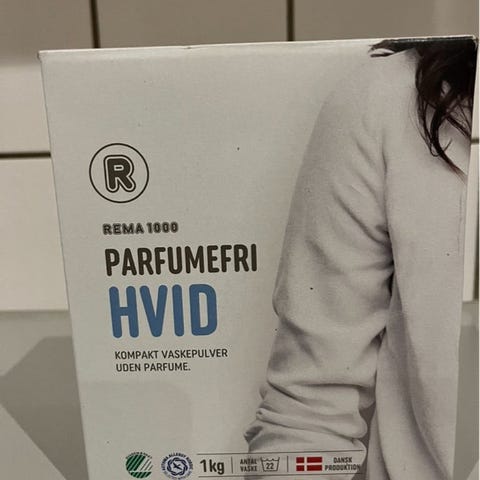 R
REMA 1000
PARFUMEFRI
HVID
KOMPAKT VASKEPULVER
UDEN PARFUME.
1kg
ANTAL
VASKE
22
DANSK
PRODUKTION